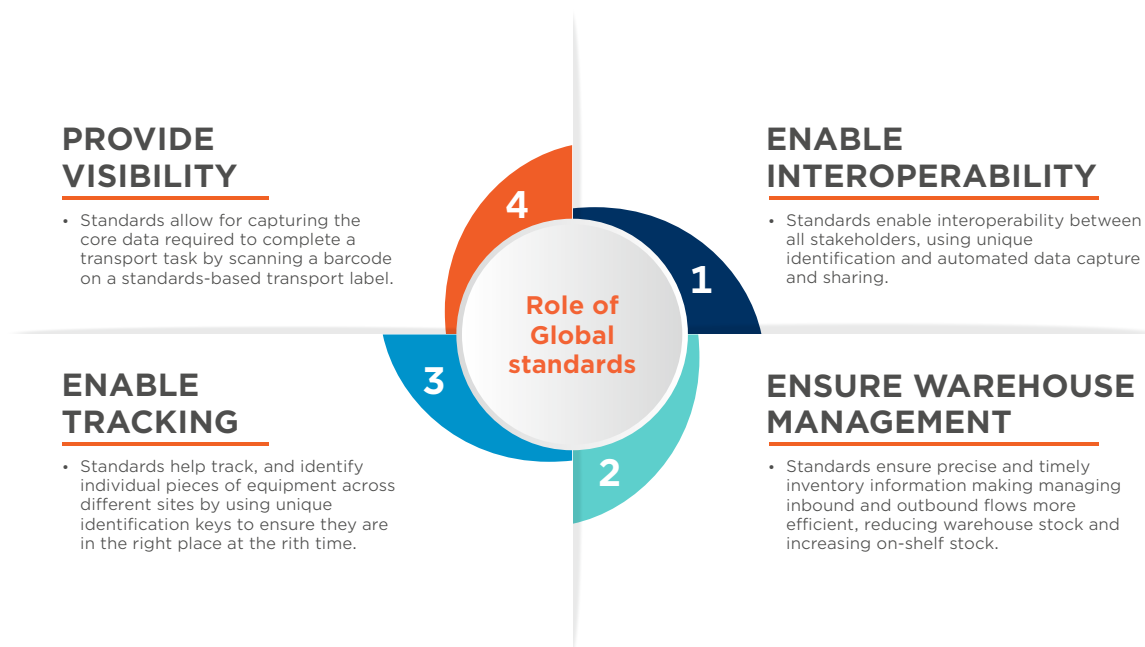 PROVIDE
VISIBILITY
• Standards allow for capturing the
core data required to complete a
transport task by scanning a barcode
on a standards-based transport label.
ENABLE
INTEROPERABILITY
• Standards enable interoperability between
all stakeholders, using unique
identification and automated data capture
and sharing.
4
1
Role of
Global
standards
3
2
ENABLE
TRACKING
• Standards help track, and identify
individual pieces of equipment across
different sites by using unique
identification keys to ensure they are
in the right place at the rith time.
ENSURE WAREHOUSE
MANAGEMENT
• Standards ensure precise and timely
inventory information making managing
inbound and outbound flows more
efficient, reducing warehouse stock and
increasing on-shelf stock.